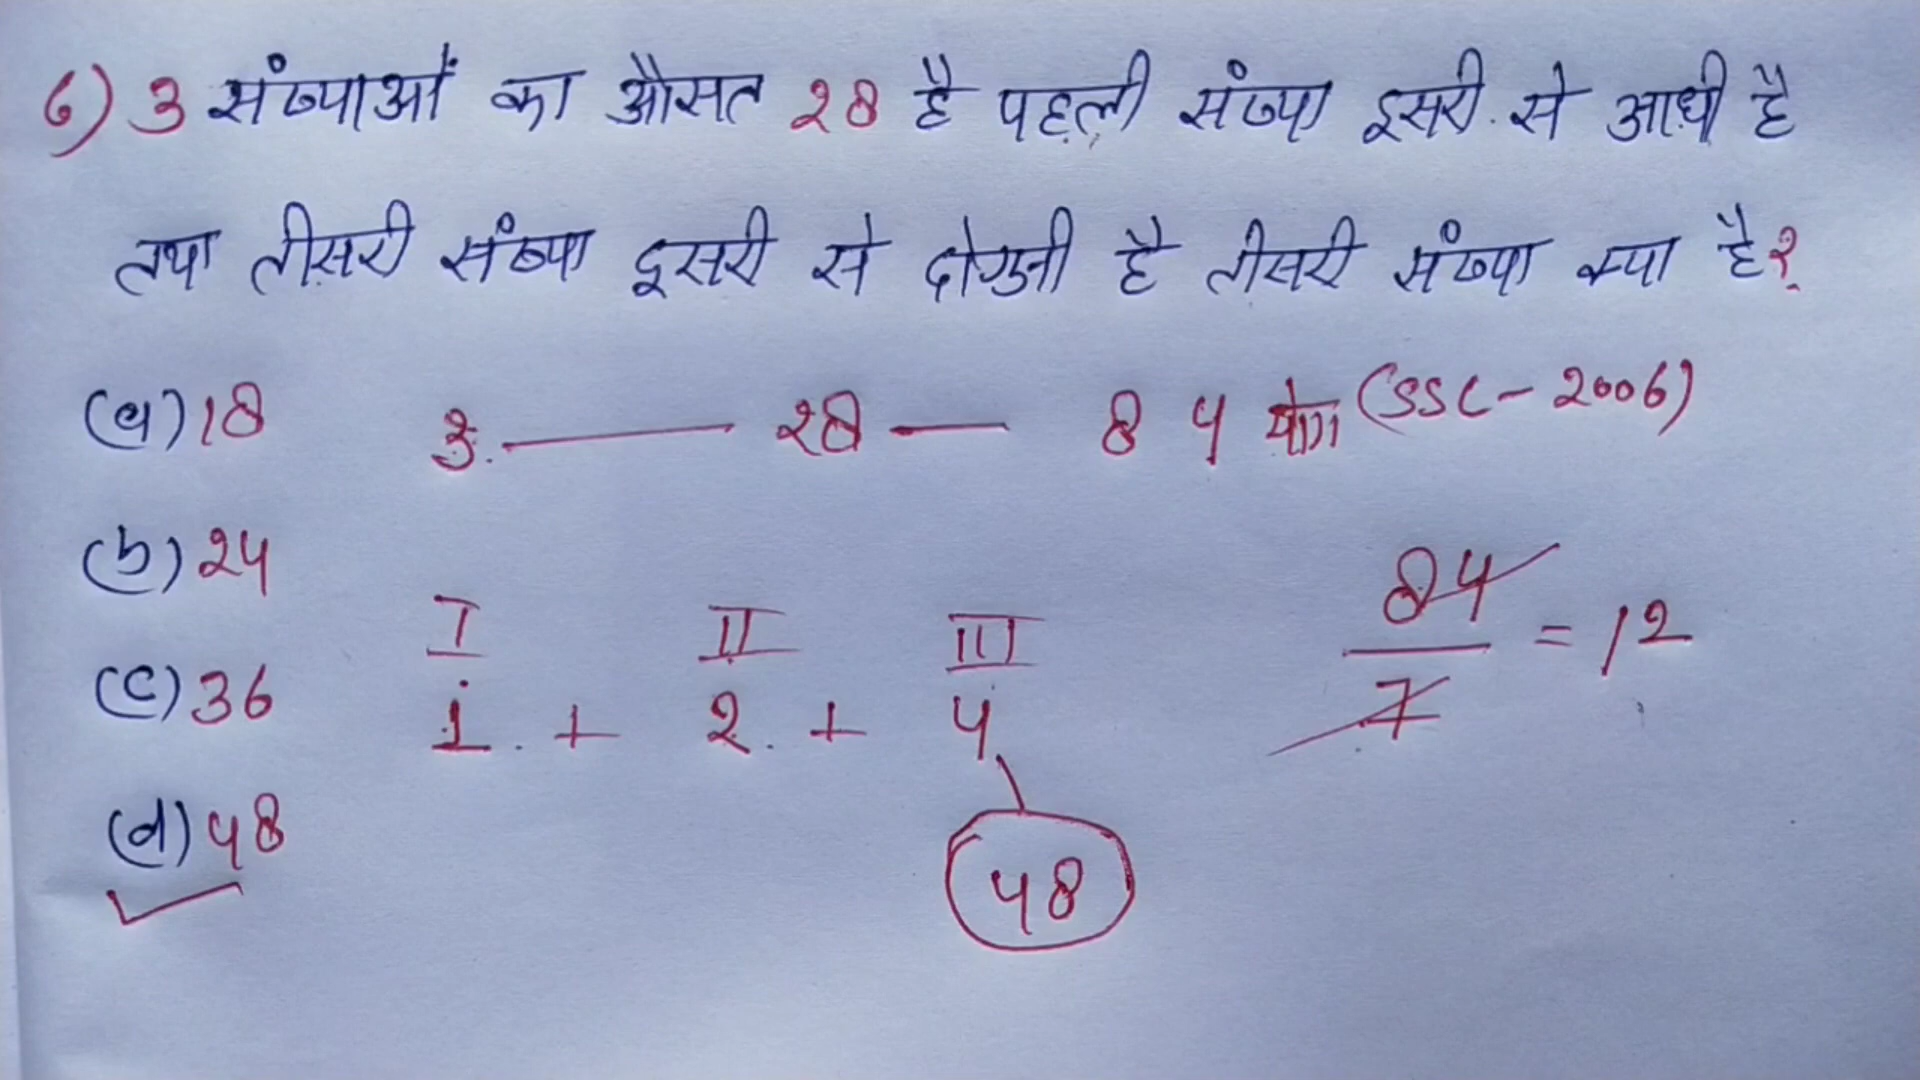 6) 3 संख्याओं का औसत 28 है पहली संख्या दूसरी से आधी है
तथा तीसरी संख्या दूसरी से दोगुनी है तीसरी संख्या क्या है?
(a) 18
3 — 28 — 84 योग (SSC-2006)
(b) 24
I II III
84/7 = 12
(c) 36
1 + 2 + 4
(d) 48
48